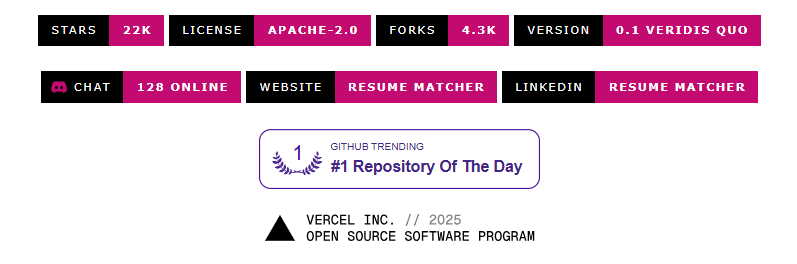 STARS 22K LICENSE APACHE-2.0 FORKS 4.3K VERSION 0.1 VERIDIS QUO
CHAT 128 ONLINE WEBSITE RESUME MATCHER LINKEDIN RESUME MATCHER
1
GITHUB TRENDING
#1 Repository Of The Day
VERCEL INC. // 2025
OPEN SOURCE SOFTWARE PROGRAM